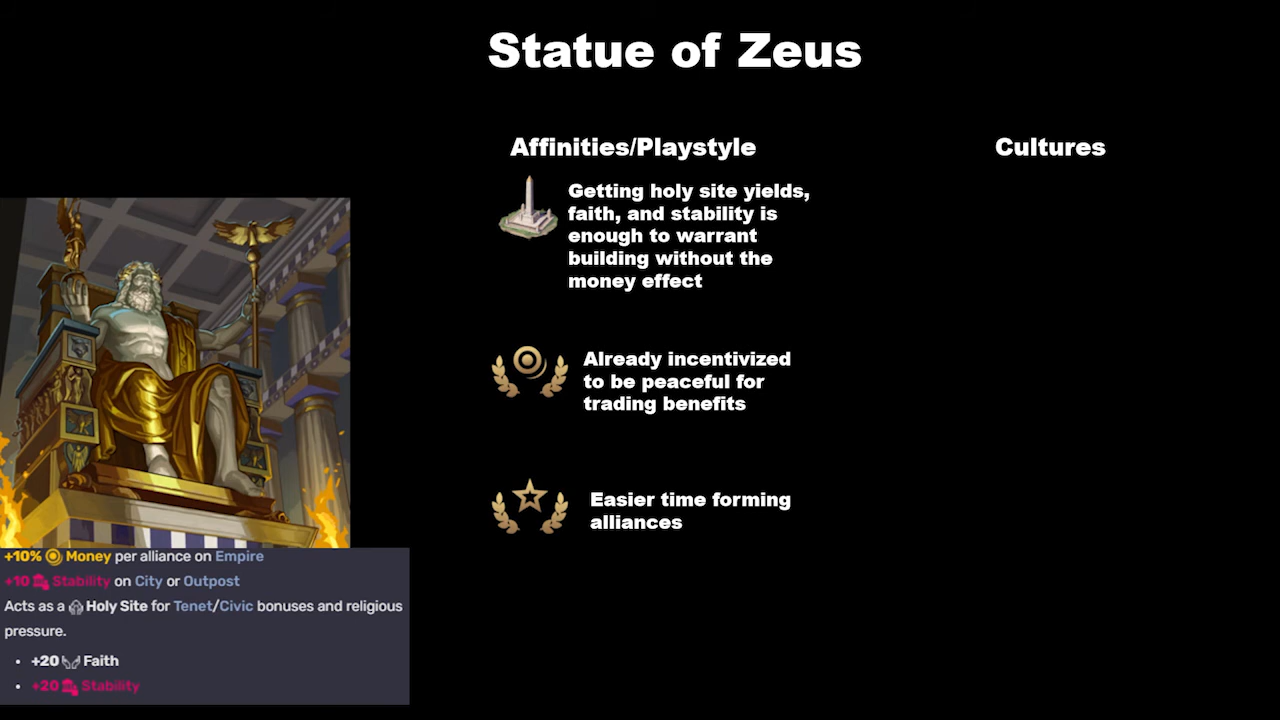 Statue of Zeus
Affinities/Playstyle
Cultures
Getting holy site yields,
faith, and stability is
enough to warrant
building without the
money effect
Already incentivized
to be peaceful for
trading benefits
Easier time forming
alliances
+10% Money per alliance on Empire
+10 Stability on City or Outpost
Acts as a Holy Site for Tenet/Civic bonuses and religious
pressure.
• +20 Faith
• +20 Stability